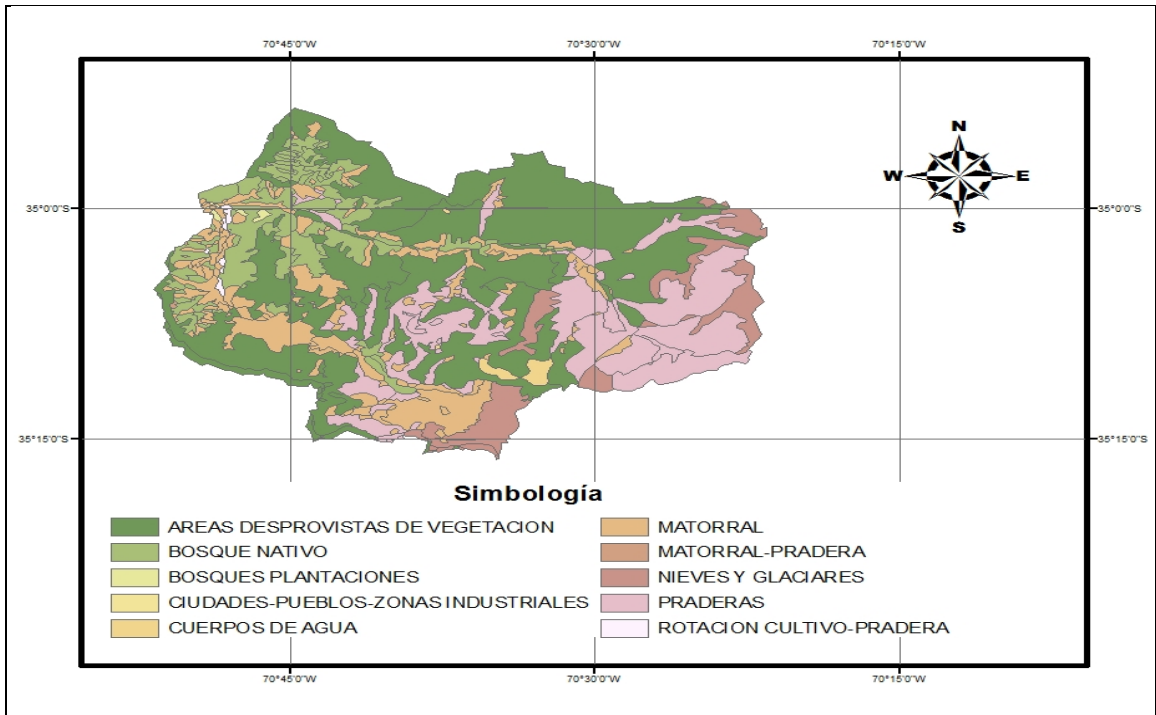 70°45'0"W 70°30'0"W 70°15'0"W
N
W E
S
35°0'0"S 35°0'0"S
35°15'0"S 35°15'0"S
Simbología
AREAS DESPROVISTAS DE VEGETACION
BOSQUE NATIVO
BOSQUES PLANTACIONES
CIUDADES-PUEBLOS-ZONAS INDUSTRIALES
CUERPOS DE AGUA
MATORRAL
MATORRAL-PRADERA
NIEVES Y GLACIARES
PRADERAS
ROTACION CULTIVO-PRADERA
70°45'0"W 70°30'0"W 70°15'0"W